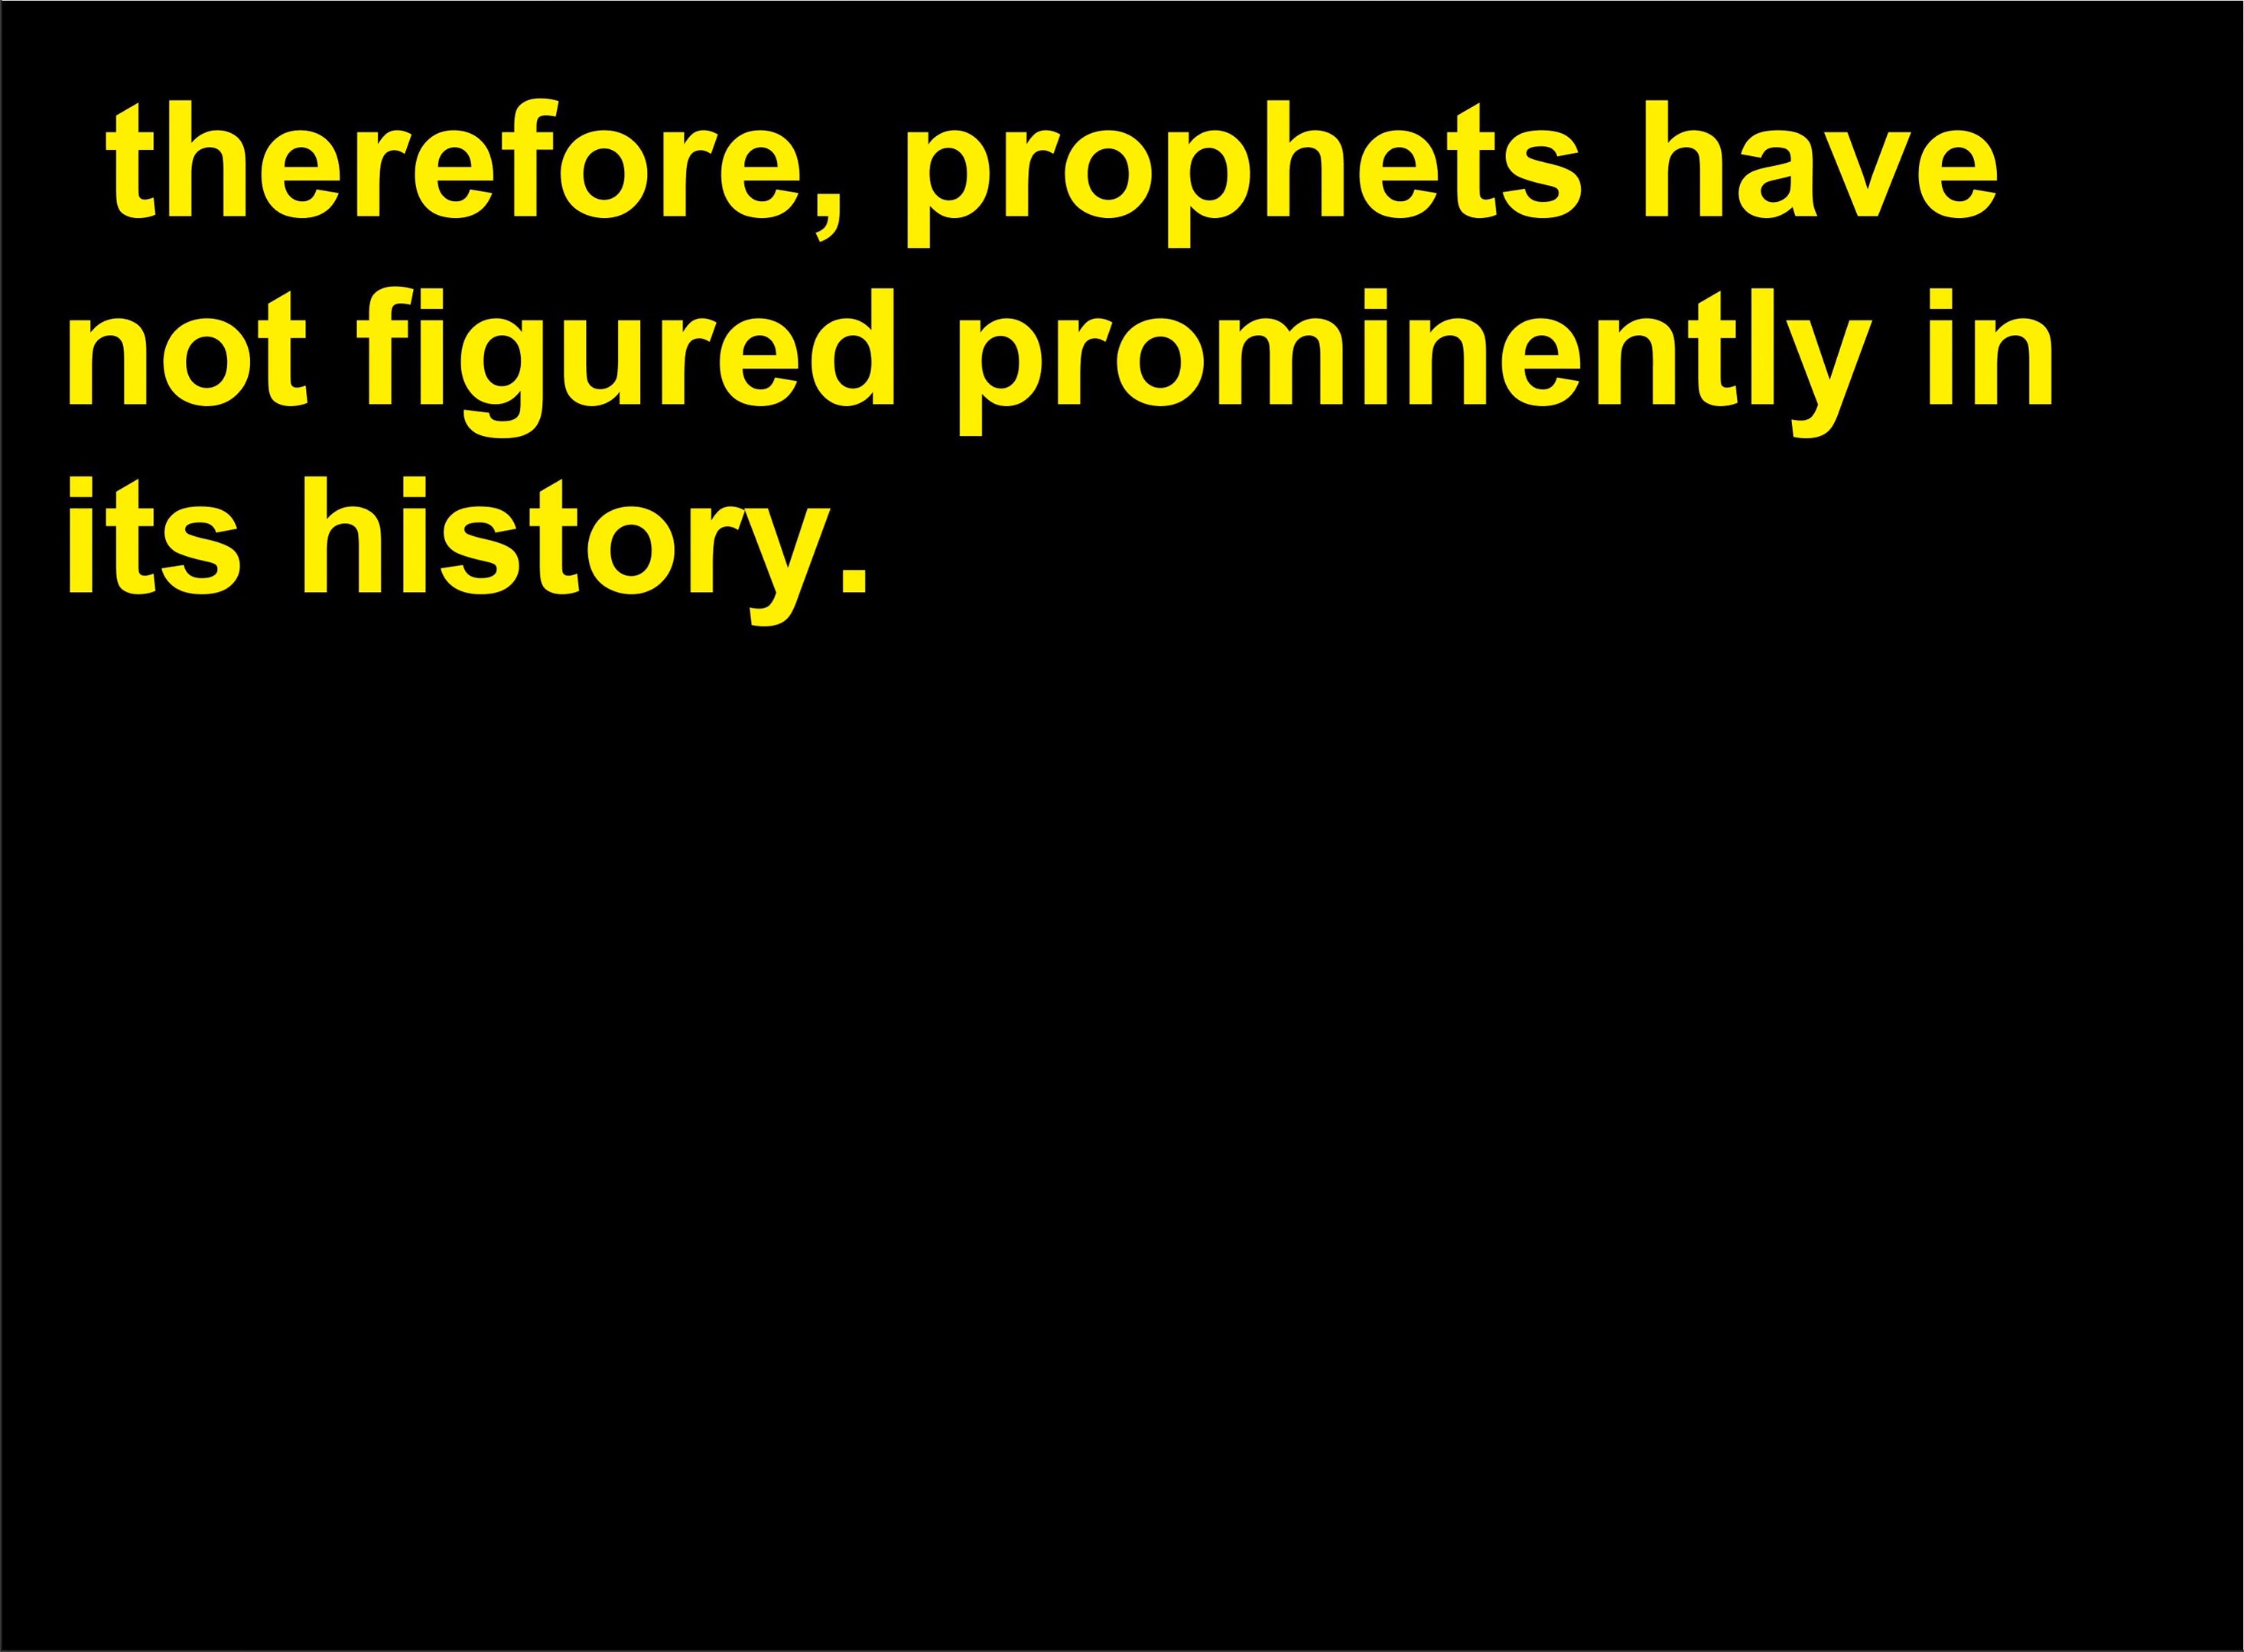 therefore, prophets have
not figured prominently in
its history.